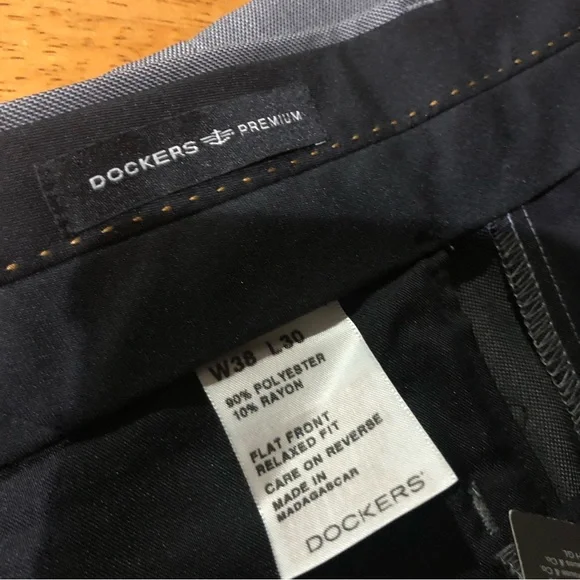 DOCKERS PREMIUM
W38 L30
90% POLYESTER
10% RAYON
FLAT FRONT
RELAXED FIT
CARE ON REVERSE
MADE IN
MADAGASCAR
DOCKERS®